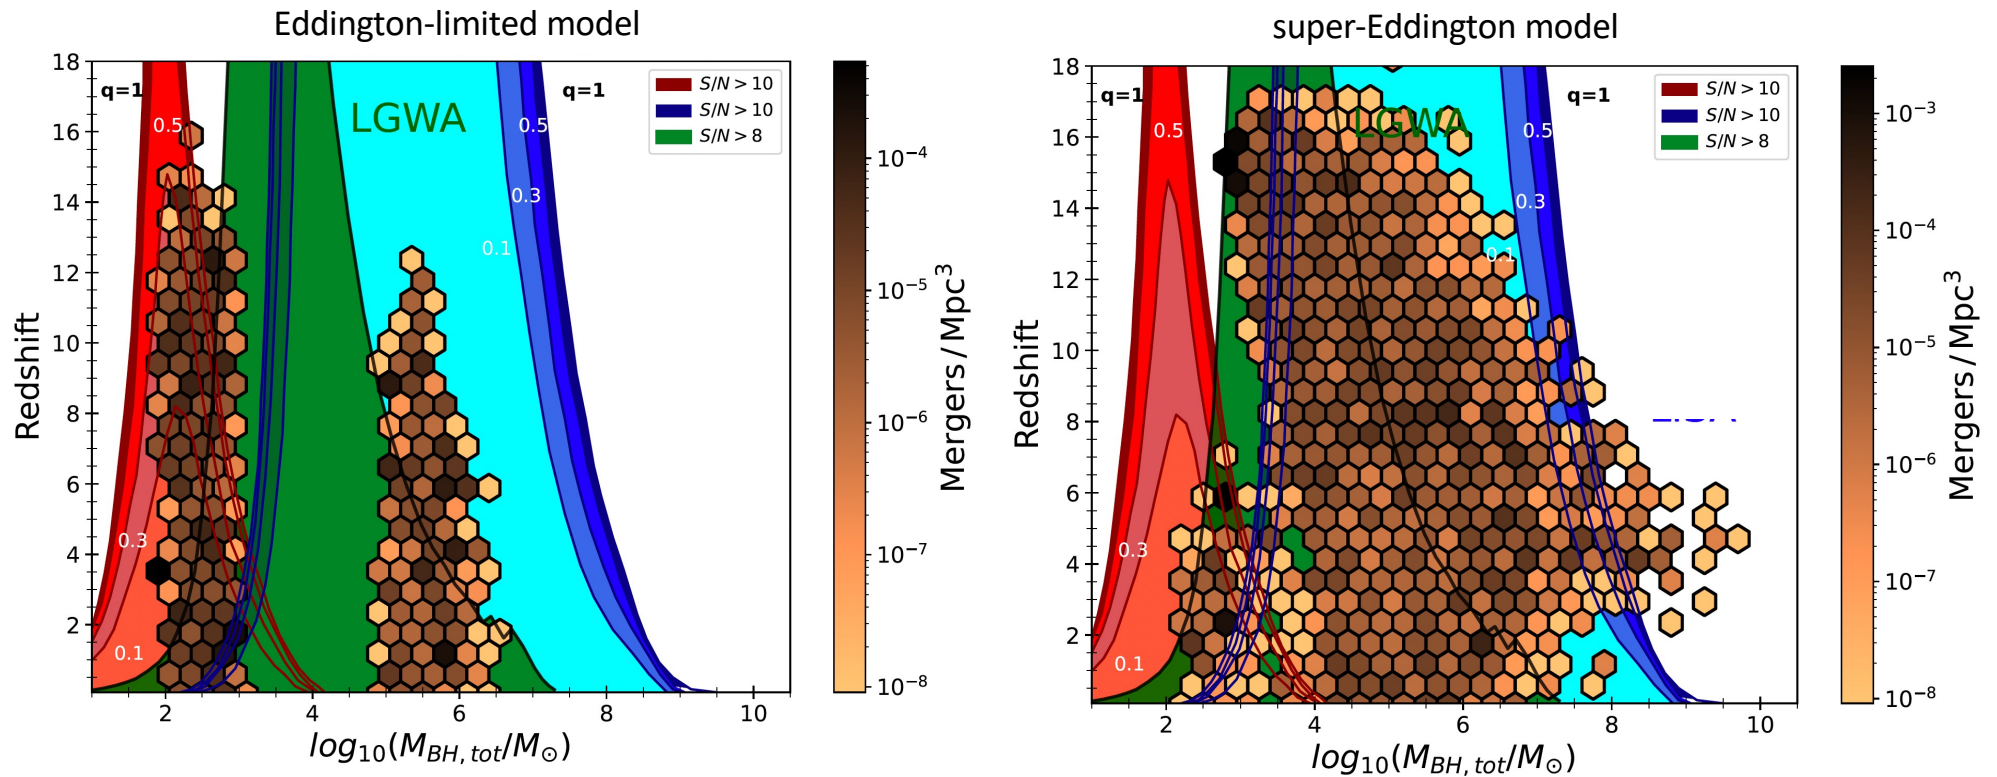 Eddington-limited model
18
16
14
12
10
8
6
4
2
Redshift
q=1
q=1
0.5
0.3
0.1
LGWA
0.5
0.3
0.1
S/N > 10
S/N > 10
S/N > 8
2 4 6 8 10
log10(MBH, tot/M⊙)
10⁻⁴
10⁻⁵
10⁻⁶
10⁻⁷
10⁻⁸
Mergers / Mpc³
super-Eddington model
18
16
14
12
10
8
6
4
2
Redshift
q=1
q=1
0.5
0.3
0.1
LGWA
0.5
0.3
0.1
S/N > 10
S/N > 10
S/N > 8
2 4 6 8 10
log10(MBH, tot/M⊙)
10⁻³
10⁻⁴
10⁻⁵
10⁻⁶
10⁻⁷
10⁻⁸
Mergers / Mpc³